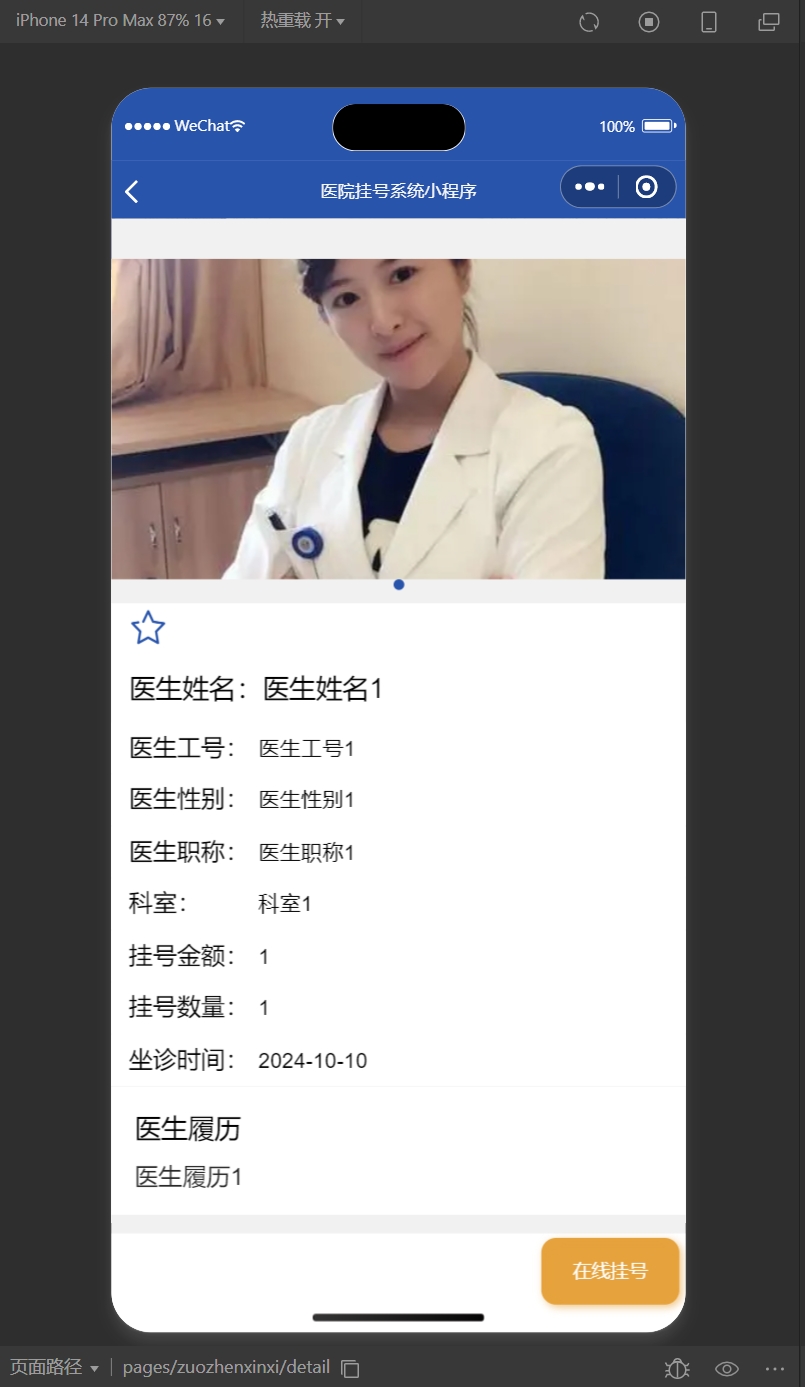 iPhone 14 Pro Max 87% 16 热重载 开
WeChat 100%
医院挂号系统小程序
医生姓名：医生姓名1
医生工号： 医生工号1
医生性别： 医生性别1
医生职称： 医生职称1
科室： 科室1
挂号金额： 1
挂号数量： 1
坐诊时间： 2024-10-10
医生履历
医生履历1
在线挂号
页面路径 pages/zuozhenxinxi/detail